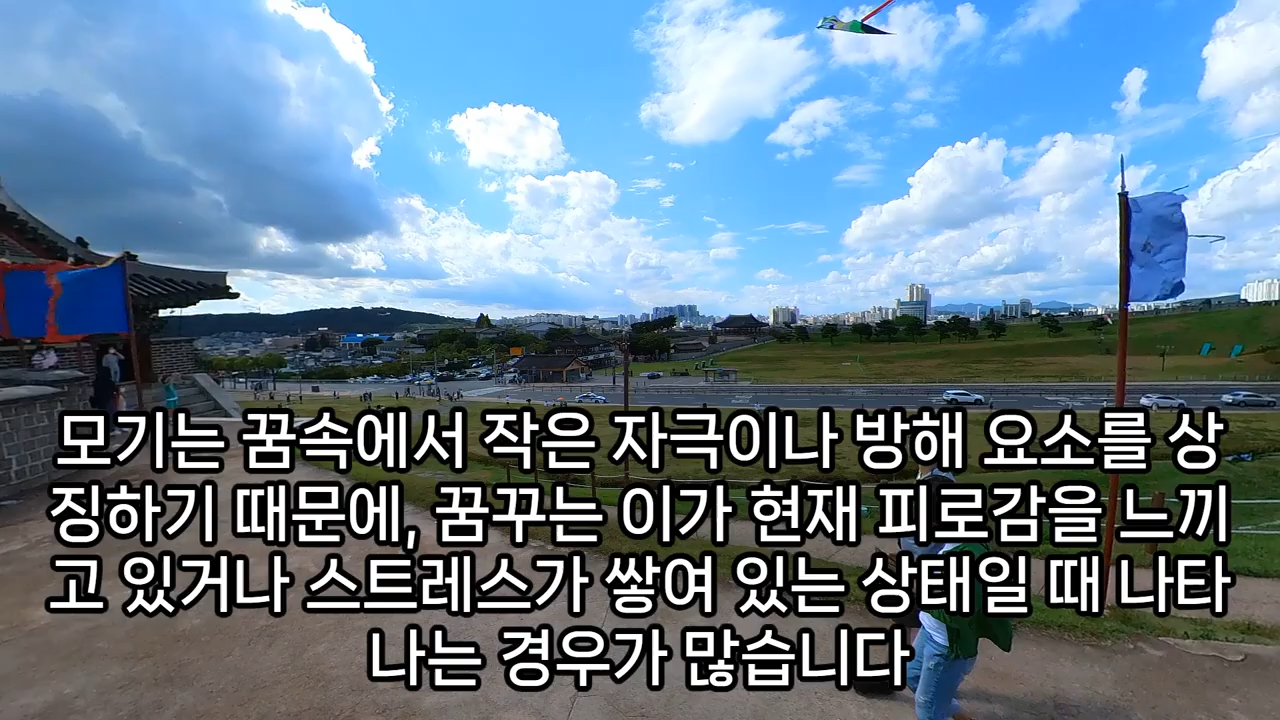 모기는 꿈속에서 작은 자극이나 방해 요소를 상
징하기 때문에, 꿈꾸는 이가 현재 피로감을 느끼
고 있거나 스트레스가 쌓여 있는 상태일 때 나타
나는 경우가 많습니다